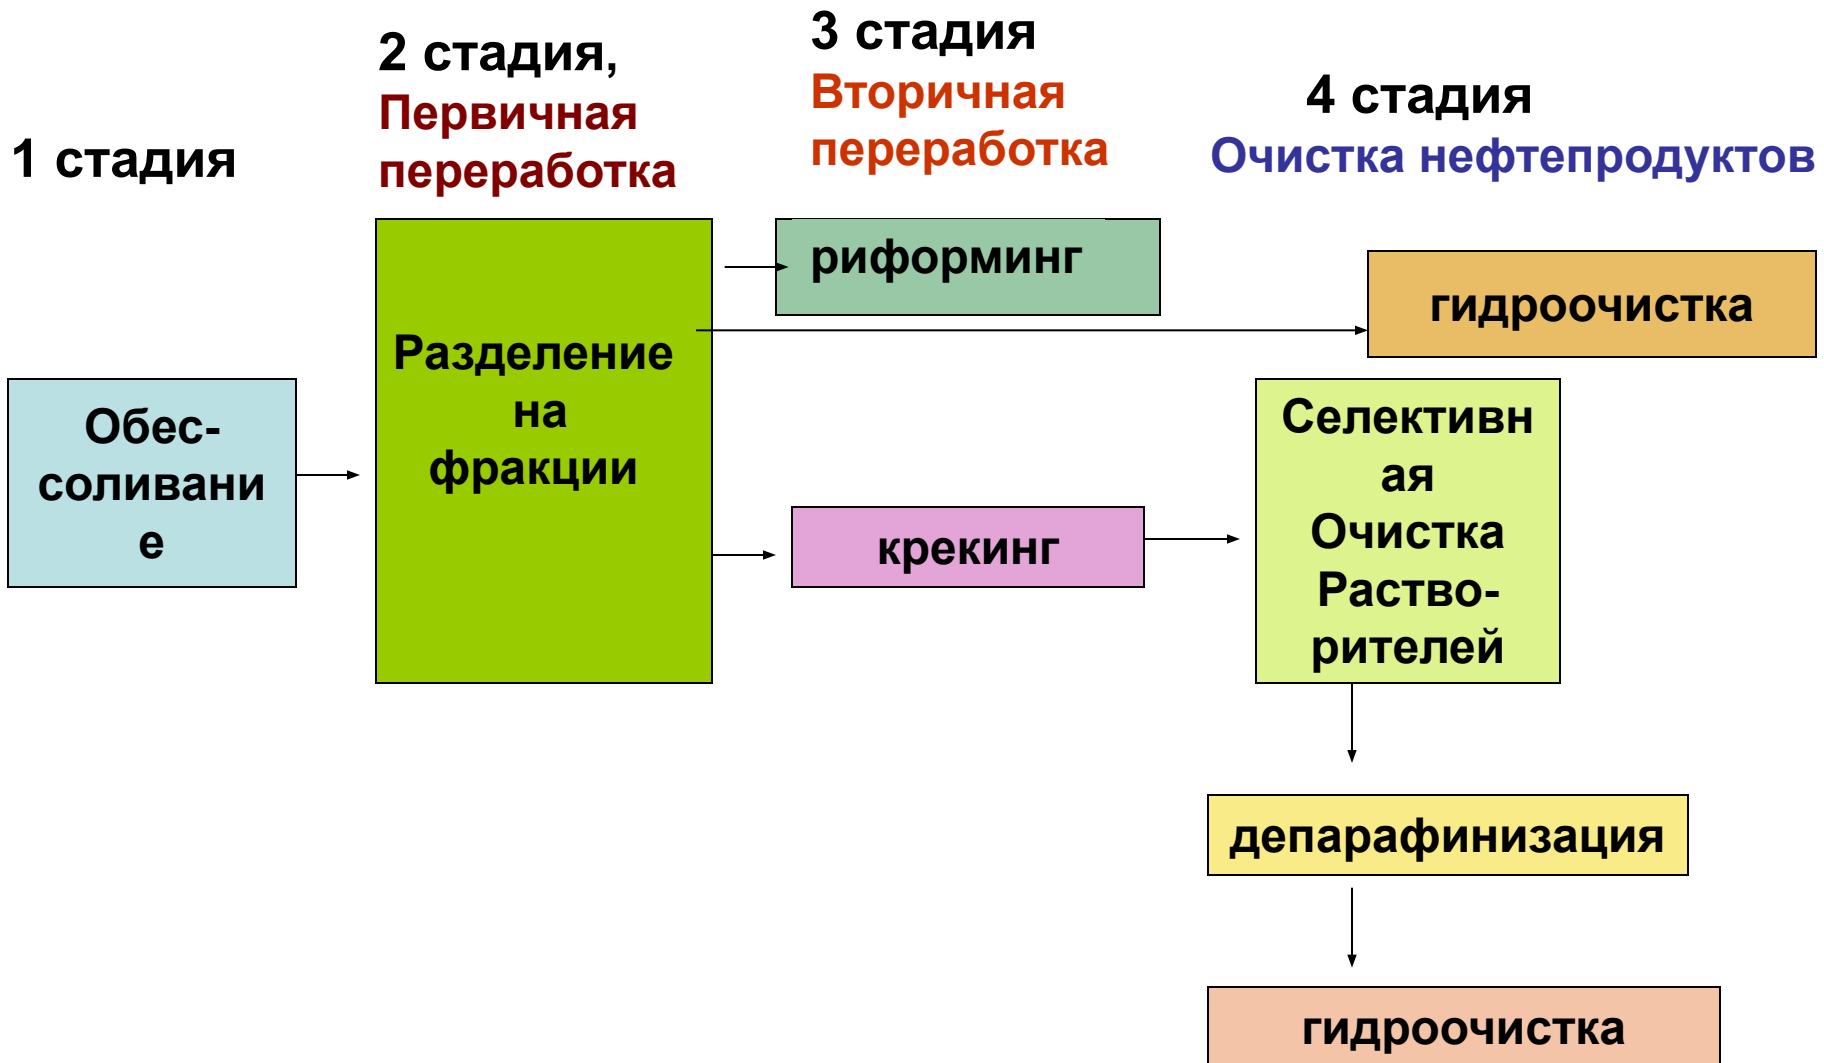 1 стадия
2 стадия,
Первичная
переработка
3 стадия
Вторичная
переработка
4 стадия
Очистка нефтепродуктов
Обес-
соливани
е
Разделение
на
фракции
риформинг
крекинг
гидроочистка
Селективн
ая
Очистка
Раство-
рителей
депарафинизация
гидроочистка